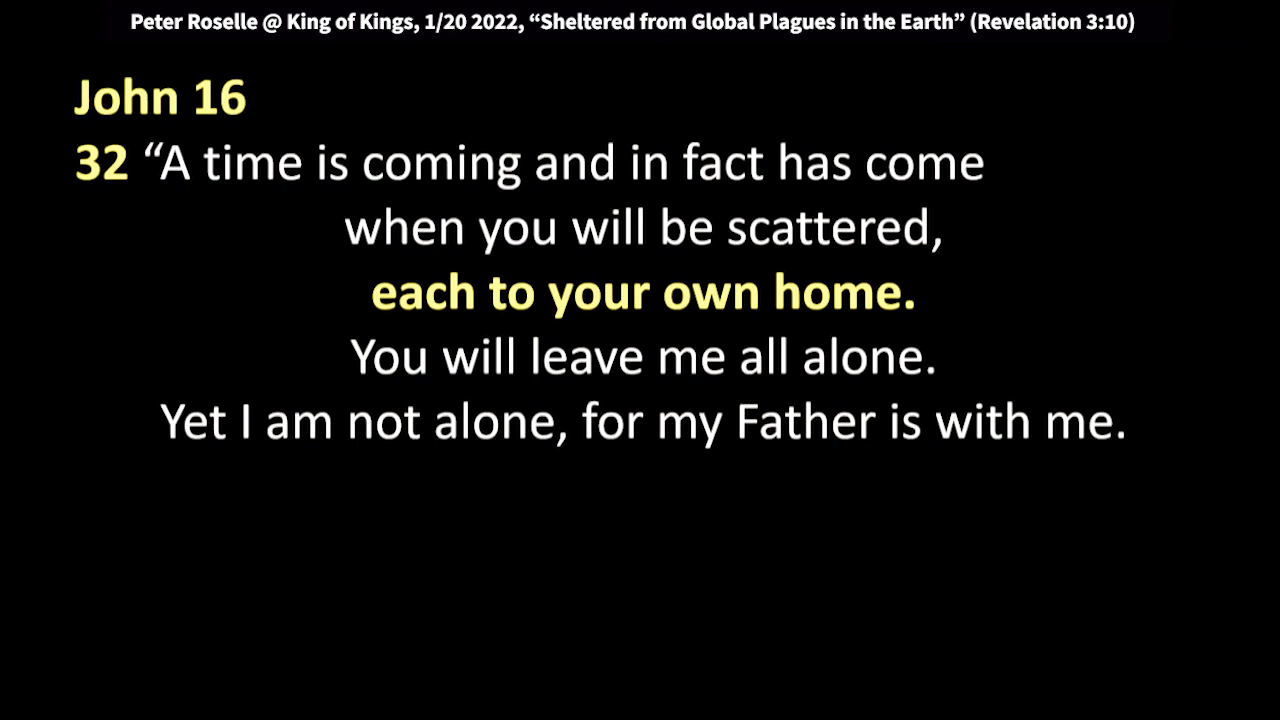 Peter Roselle @ King of Kings, 1/20 2022, “Sheltered from Global Plagues in the Earth” (Revelation 3:10)
John 16
32 “A time is coming and in fact has come
when you will be scattered,
each to your own home.
You will leave me all alone.
Yet I am not alone, for my Father is with me.